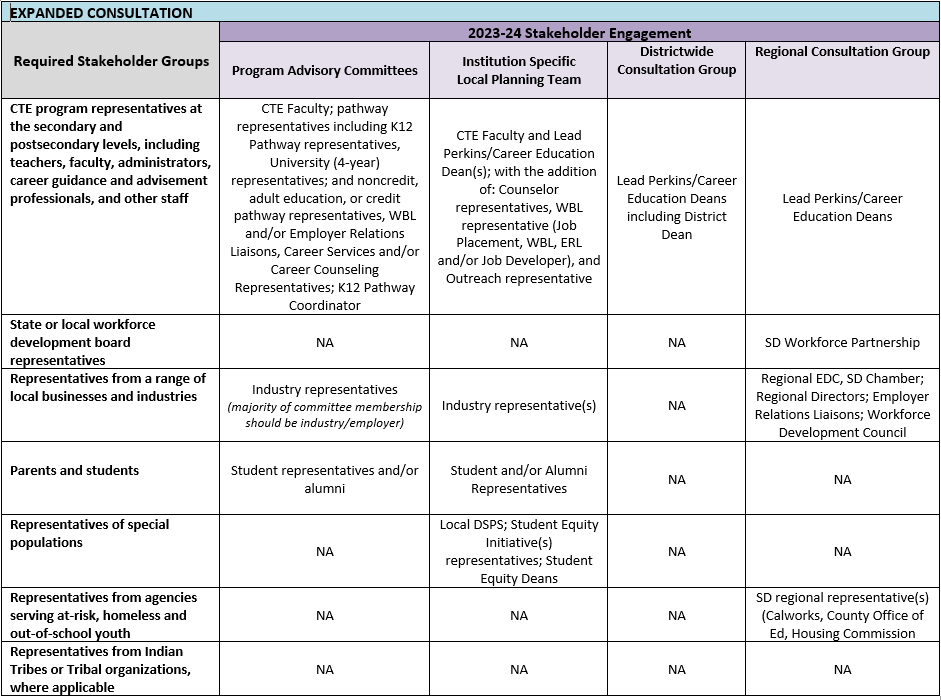 EXPANDED CONSULTATION
Required Stakeholder Groups
2023-24 Stakeholder Engagement
Program Advisory Committees
Institution Specific
Local Planning Team
Districtwide
Consultation Group
Regional Consultation Group
CTE program representatives at
the secondary and
postsecondary levels, including
teachers, faculty, administrators,
career guidance and advisement
professionals, and other staff
CTE Faculty; pathway
representatives including K12
Pathway representatives,
University (4-year)
representatives; and noncredit,
adult education, or credit
pathway representatives, WBL
and/or Employer Relations
Liaisons, Career Services and/or
Career Counseling
Representatives; K12 Pathway
Coordinator
CTE Faculty and Lead
Perkins/Career Education
Dean(s); with the addition
of: Counselor
representatives, WBL
representative (Job
Placement, WBL, ERL
and/or Job Developer), and
Outreach representative
Lead Perkins/Career
Education Deans
including District
Dean
Lead Perkins/Career
Education Deans
State or local workforce
development board
representatives
NA
NA
NA
SD Workforce Partnership
Representatives from a range of
local businesses and industries
Industry representatives
(majority of committee membership
should be industry/employer)
Industry representative(s)
NA
Regional EDC, SD Chamber;
Regional Directors; Employer
Relations Liaisons; Workforce
Development Council
Parents and students
Student representatives and/or
alumni
Student and/or Alumni
Representatives
NA
NA
Representatives of special
populations
NA
Local DSPS; Student Equity
Initiative(s)
representatives; Student
Equity Deans
NA
NA
Representatives from agencies
serving at-risk, homeless and
out-of-school youth
NA
NA
NA
SD regional representative(s)
(Calworks, County Office of
Ed, Housing Commission
Representatives from Indian
Tribes or Tribal organizations,
where applicable
NA
NA
NA
NA